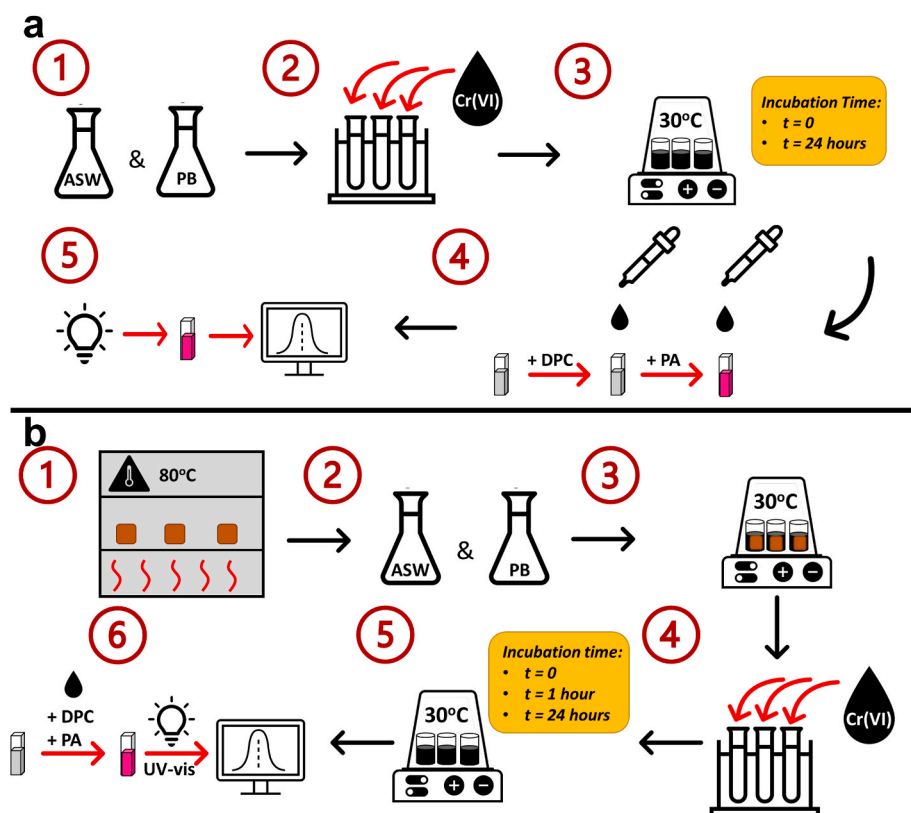 a
1
2
3
Cr(VI)
ASW
&
PB
30°C
+
−
Incubation Time:
• t = 0
• t = 24 hours
5
4
+ DPC
+ PA
b
1
80°C
2
ASW
&
PB
3
30°C
+
−
6
+ DPC
+ PA
UV-vis
5
Incubation time:
• t = 0
• t = 1 hour
• t = 24 hours
30°C
+
−
4
Cr(VI)